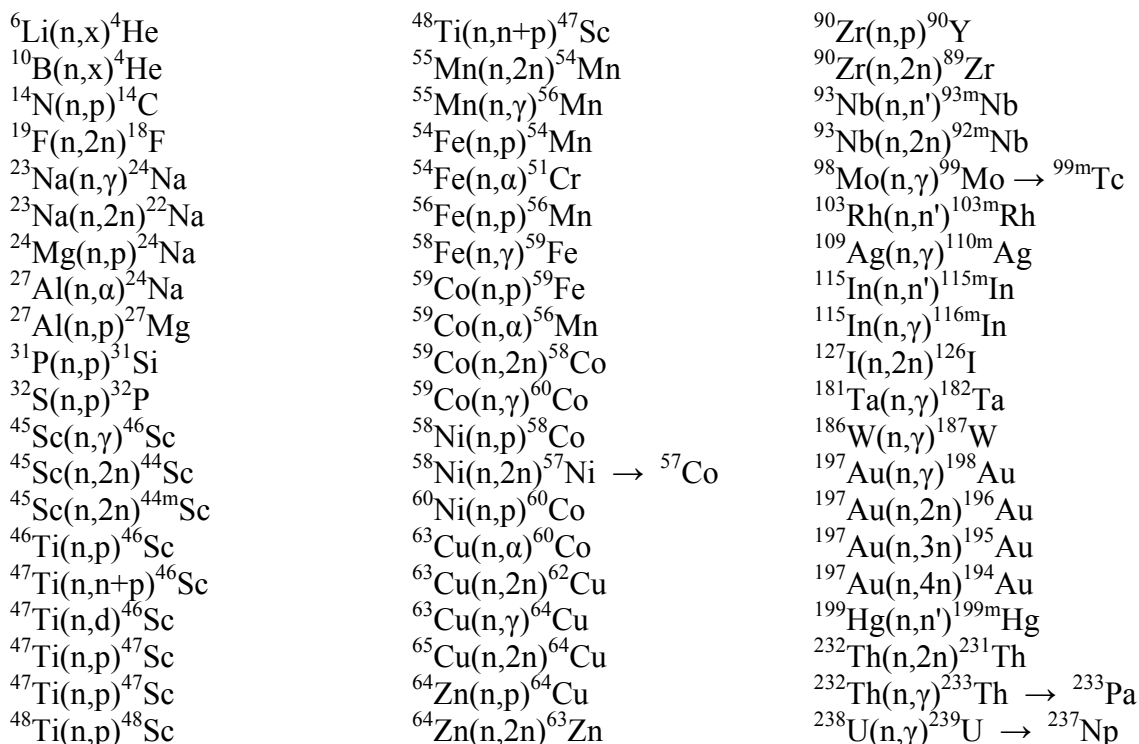 ⁶Li(n,x)⁴He
¹⁰B(n,x)⁴He
¹⁴N(n,p)¹⁴C
¹⁹F(n,2n)¹⁸F
²³Na(n,γ)²⁴Na
²³Na(n,2n)²²Na
²⁴Mg(n,p)²⁴Na
²⁷Al(n,α)²⁴Na
²⁷Al(n,p)²⁷Mg
³¹P(n,p)³¹Si
³²S(n,p)³²P
⁴⁵Sc(n,γ)⁴⁶Sc
⁴⁵Sc(n,2n)⁴⁴Sc
⁴⁵Sc(n,2n)⁴⁴ᵐSc
⁴⁶Ti(n,p)⁴⁶Sc
⁴⁷Ti(n,n+p)⁴⁶Sc
⁴⁷Ti(n,d)⁴⁶Sc
⁴⁷Ti(n,p)⁴⁷Sc
⁴⁷Ti(n,p)⁴⁷Sc
⁴⁸Ti(n,p)⁴⁸Sc
⁴⁸Ti(n,n+p)⁴⁷Sc
⁵⁵Mn(n,2n)⁵⁴Mn
⁵⁵Mn(n,γ)⁵⁶Mn
⁵⁴Fe(n,p)⁵⁴Mn
⁵⁴Fe(n,α)⁵¹Cr
⁵⁶Fe(n,p)⁵⁶Mn
⁵⁸Fe(n,γ)⁵⁹Fe
⁵⁹Co(n,p)⁵⁹Fe
⁵⁹Co(n,α)⁵⁶Mn
⁵⁹Co(n,2n)⁵⁸Co
⁵⁹Co(n,γ)⁶⁰Co
⁵⁸Ni(n,p)⁵⁸Co
⁵⁸Ni(n,2n)⁵⁷Ni → ⁵⁷Co
⁶⁰Ni(n,p)⁶⁰Co
⁶³Cu(n,α)⁶⁰Co
⁶³Cu(n,2n)⁶²Cu
⁶³Cu(n,γ)⁶⁴Cu
⁶⁵Cu(n,2n)⁶⁴Cu
⁶⁴Zn(n,p)⁶⁴Cu
⁶⁴Zn(n,2n)⁶³Zn
⁹⁰Zr(n,p)⁹⁰Y
⁹⁰Zr(n,2n)⁸⁹Zr
⁹³Nb(n,n')⁹³ᵐNb
⁹³Nb(n,2n)⁹²ᵐNb
⁹⁸Mo(n,γ)⁹⁹Mo → ⁹⁹ᵐTc
¹⁰³Rh(n,n')¹⁰³ᵐRh
¹⁰⁹Ag(n,γ)¹¹⁰ᵐAg
¹¹⁵In(n,n')¹¹⁵ᵐIn
¹¹⁵In(n,γ)¹¹⁶ᵐIn
¹²⁷I(n,2n)¹²⁶I
¹⁸¹Ta(n,γ)¹⁸²Ta
¹⁸⁶W(n,γ)¹⁸⁷W
¹⁹⁷Au(n,γ)¹⁹⁸Au
¹⁹⁷Au(n,2n)¹⁹⁶Au
¹⁹⁷Au(n,3n)¹⁹⁵Au
¹⁹⁷Au(n,4n)¹⁹⁴Au
¹⁹⁹Hg(n,n')¹⁹⁹ᵐHg
²³²Th(n,2n)²³¹Th
²³²Th(n,γ)²³³Th → ²³³Pa
²³⁸U(n,γ)²³⁹U → ²³⁷Np